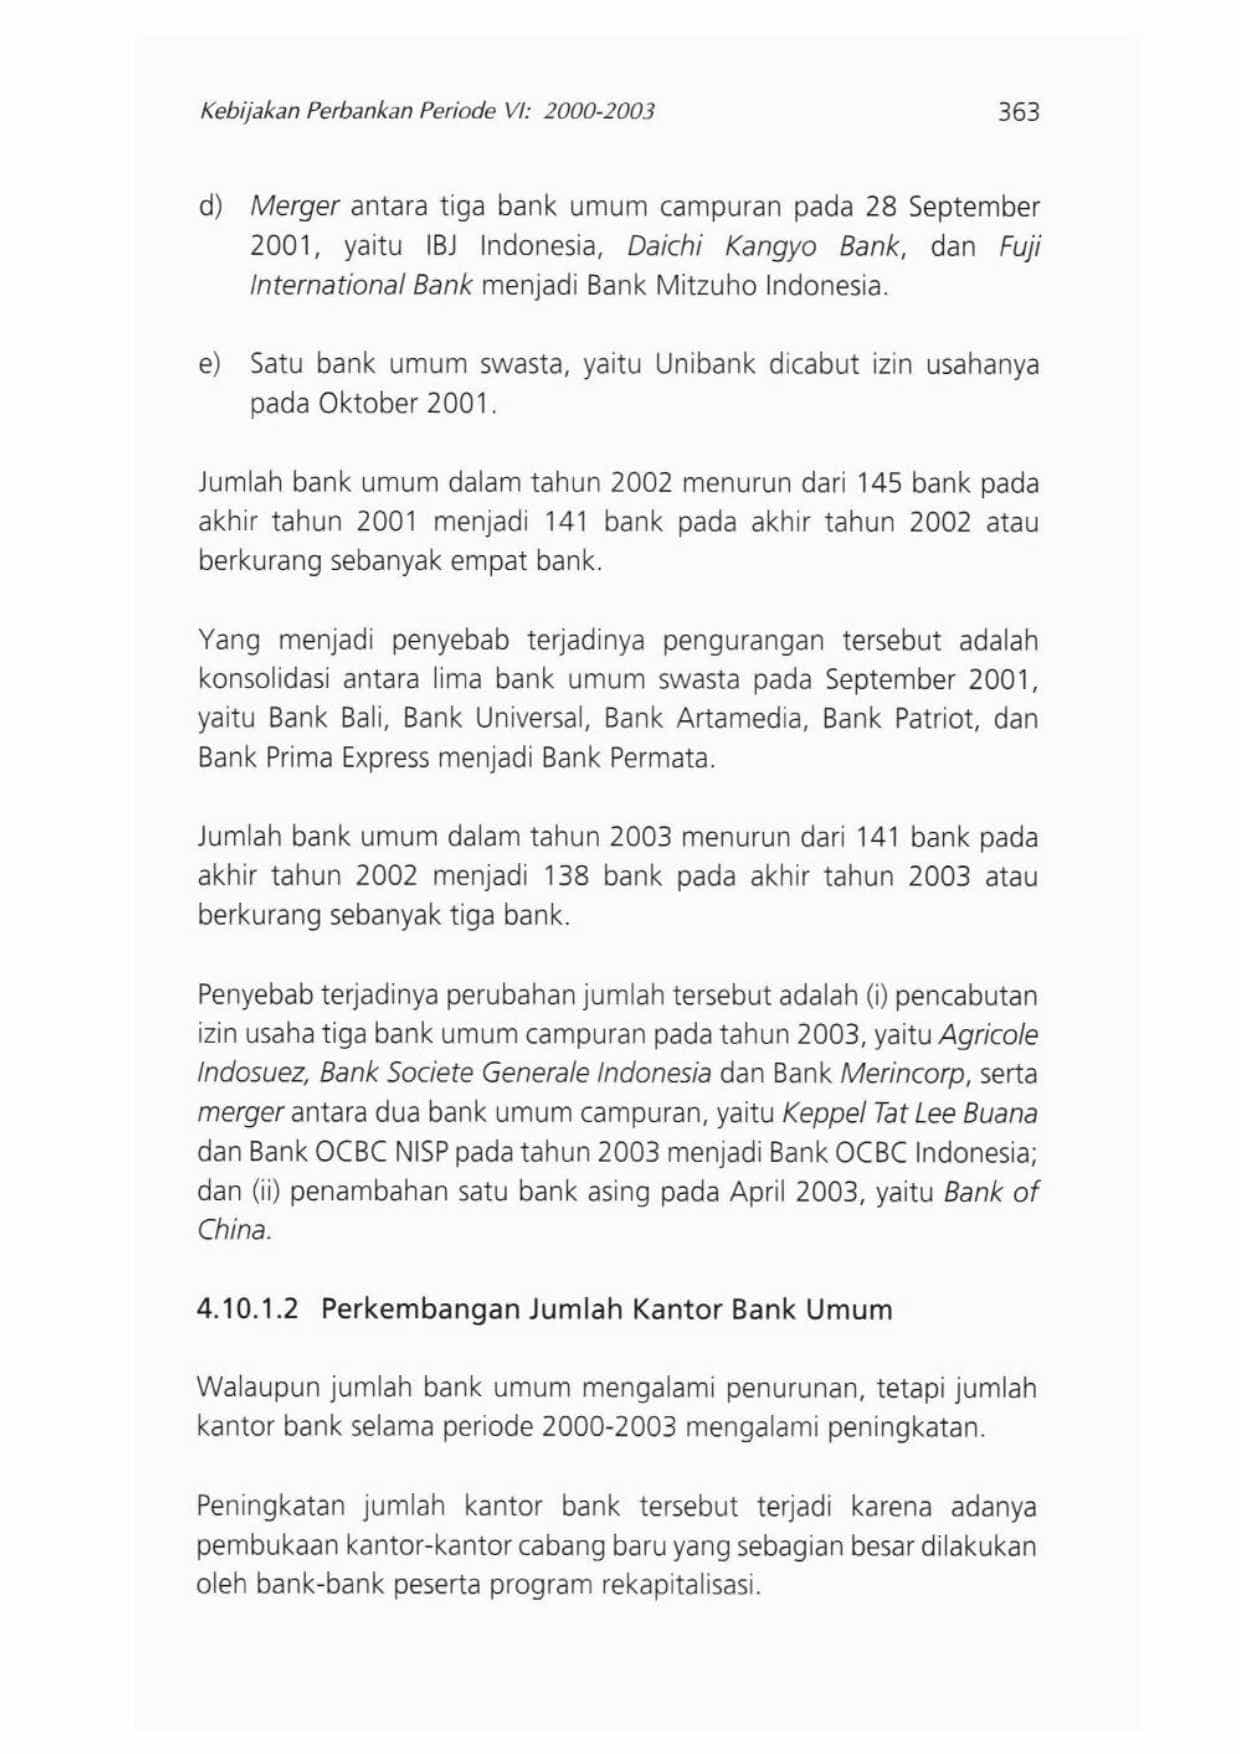 Kebijakan Perbankan Periode VI: 2000-2003 363
d) Merger antara tiga bank umum campuran pada 28 September
2001, yaitu IBJ Indonesia, Daichi Kangyo Bank, dan Fuji
International Bank menjadi Bank Mitzuho Indonesia.
e) Satu bank umum swasta, yaitu Unibank dicabut izin usahanya
pada Oktober 2001.
Jumlah bank umum dalam tahun 2002 menurun dari 145 bank pada
akhir tahun 2001 menjadi 141 bank pada akhir tahun 2002 atau
berkurang sebanyak empat bank.
Yang menjadi penyebab terjadinya pengurangan tersebut adalah
konsolidasi antara lima bank umum swasta pada September 2001,
yaitu Bank Bali, Bank Universal, Bank Artamedia, Bank Patriot, dan
Bank Prima Express menjadi Bank Permata.
Jumlah bank umum dalam tahun 2003 menurun dari 141 bank pada
akhir tahun 2002 menjadi 138 bank pada akhir tahun 2003 atau
berkurang sebanyak tiga bank.
Penyebab terjadinya perubahan jumlah tersebut adalah (i) pencabutan
izin usaha tiga bank umum campuran pada tahun 2003, yaitu Agricole
Indosuez, Bank Societe Generale Indonesia dan Bank Merincorp, serta
merger antara dua bank umum campuran, yaitu Keppel Tat Lee Buana
dan Bank OCBC NISP pada tahun 2003 menjadi Bank OCBC Indonesia;
dan (ii) penambahan satu bank asing pada April 2003, yaitu Bank of
China.
4.10.1.2 Perkembangan Jumlah Kantor Bank Umum
Walaupun jumlah bank umum mengalami penurunan, tetapi jumlah
kantor bank selama periode 2000-2003 mengalami peningkatan.
Peningkatan jumlah kantor bank tersebut terjadi karena adanya
pembukaan kantor-kantor cabang baru yang sebagian besar dilakukan
oleh bank-bank peserta program rekapitalisasi.